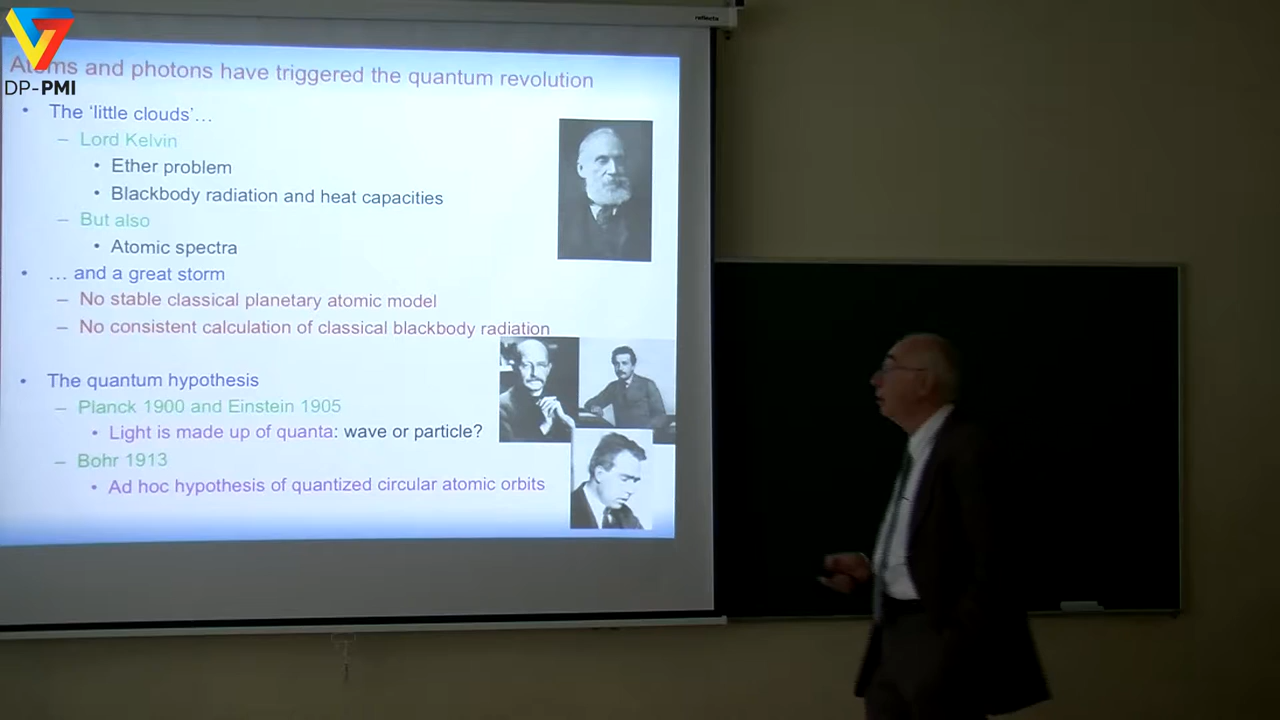 reflecta
Atoms and photons have triggered the quantum revolution
DP-PMI
• The ‘little clouds’…
– Lord Kelvin
• Ether problem
• Blackbody radiation and heat capacities
– But also
• Atomic spectra
• … and a great storm
– No stable classical planetary atomic model
– No consistent calculation of classical blackbody radiation
• The quantum hypothesis
– Planck 1900 and Einstein 1905
• Light is made up of quanta: wave or particle?
– Bohr 1913
• Ad hoc hypothesis of quantized circular atomic orbits